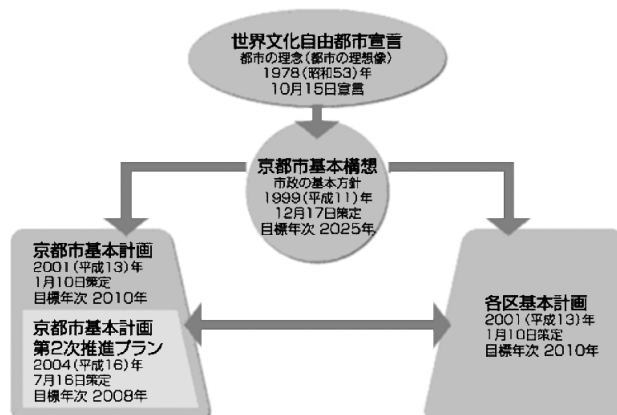 世界文化自由都市宣言
都市の理念(都市の理想像)
1978(昭和53)年
10月15日宣言
京都市基本構想
市政の基本方針
1999(平成11)年
12月17日策定
目標年次 2025年
京都市基本計画
2001(平成13)年
1月10日策定
目標年次 2010年
京都市基本計画
第2次推進プラン
2004(平成16)年
7月16日策定
目標年次 2008年
各区基本計画
2001(平成13)年
1月10日策定
目標年次 2010年